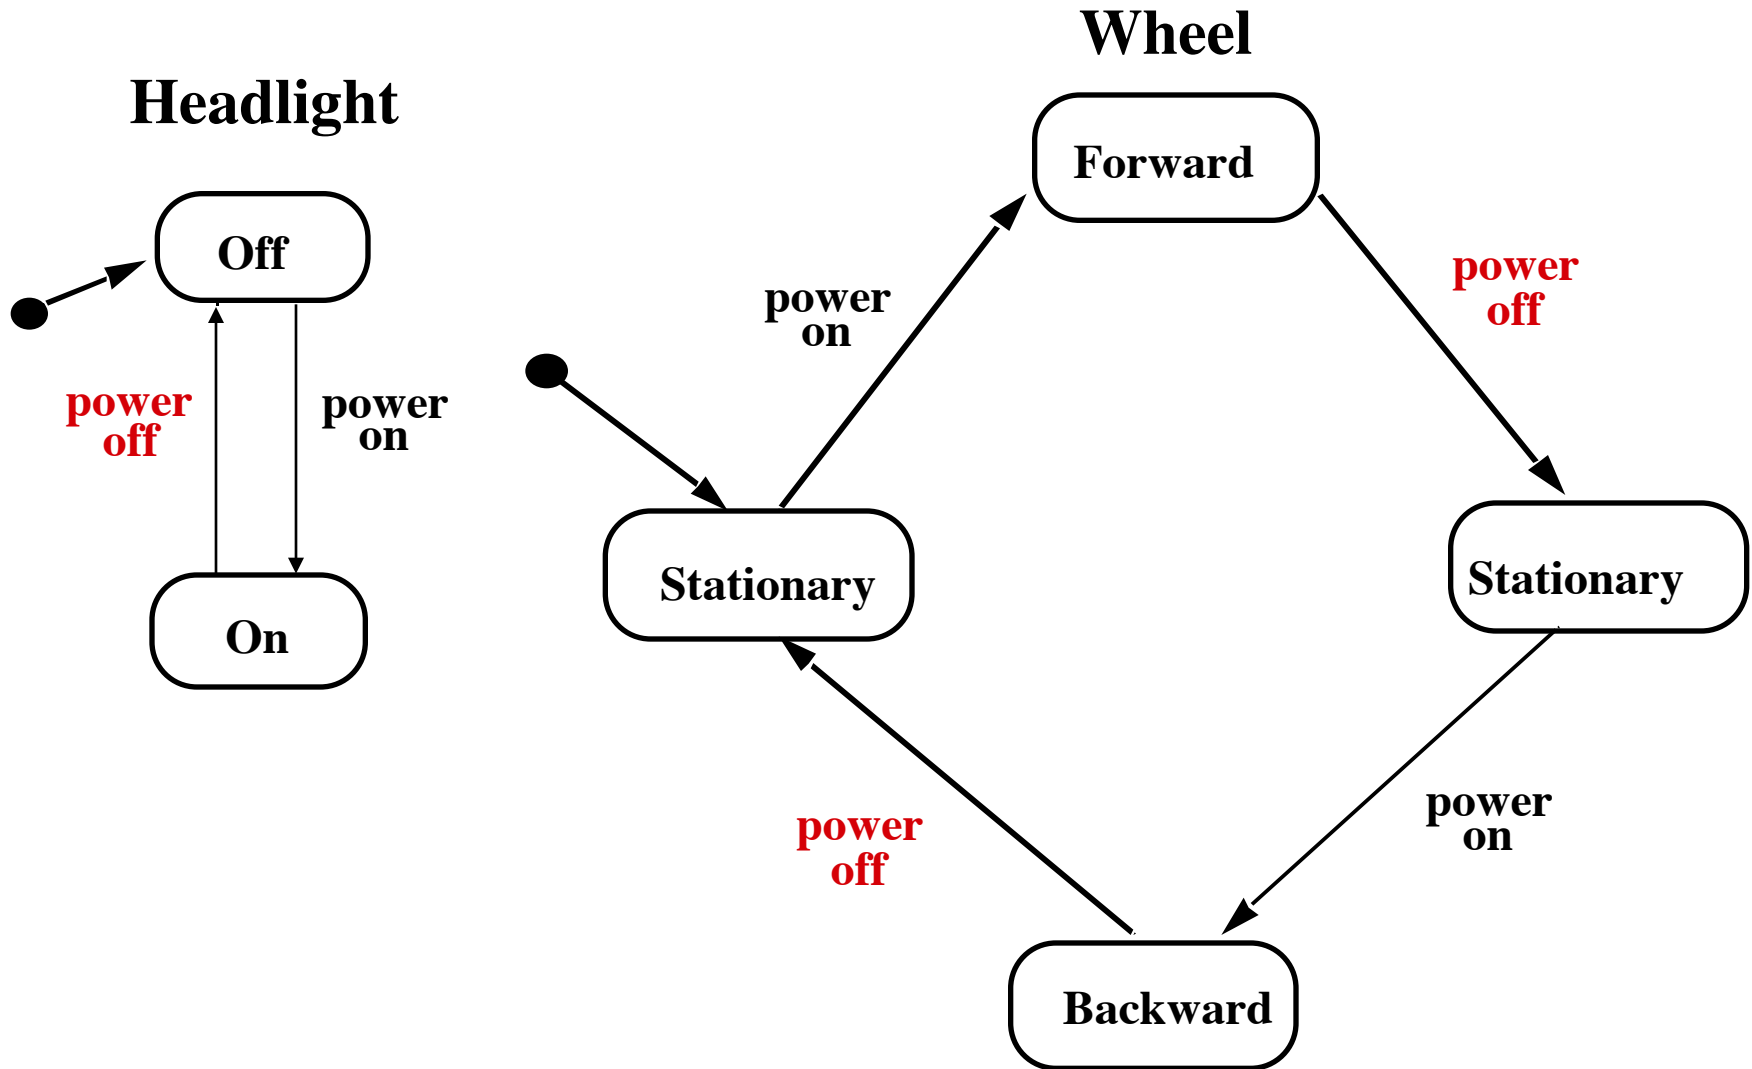 Headlight
Off
power
off
power
on
On
Wheel
Forward
power
on
power
off
Stationary
Stationary
power
off
power
on
Backward